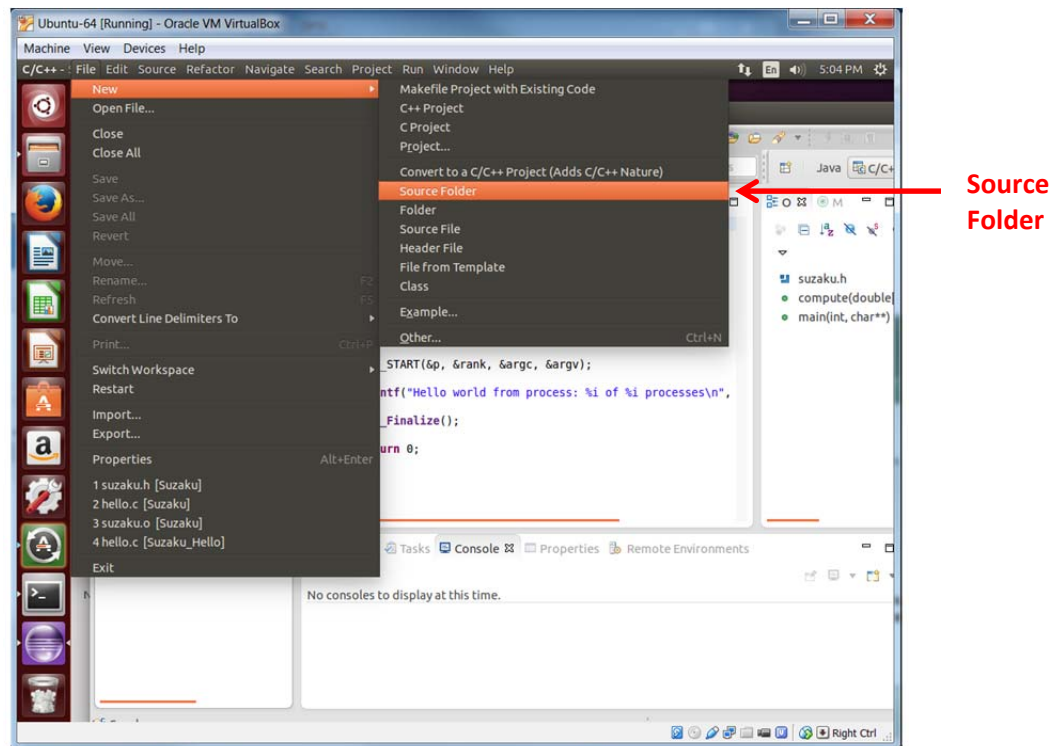 Ubuntu-64 [Running] - Oracle VM VirtualBox
Machine View Devices Help
C/C++ - File Edit Source Refactor Navigate Search Project Run Window Help En 5:04 PM
New
Open File...
Close
Close All
Save
Save As...
Save All
Revert
Move...
Rename... F2
Refresh F5
Convert Line Delimiters To
Print... Ctrl+P
Switch Workspace
Restart
Import...
Export...
Properties Alt+Enter
1 suzaku.h [Suzaku]
2 hello.c [Suzaku]
3 suzaku.o [Suzaku]
4 hello.c [Suzaku_Hello]
Exit
Makefile Project with Existing Code
C++ Project
C Project
Project...
Convert to a C/C++ Project (Adds C/C++ Nature)
Source Folder
Folder
Source File
Header File
File from Template
Class
Example...
Other... Ctrl+N
Java C/C+
O M
suzaku.h
compute(double[
main(int, char**)
Source
Folder
_START(&p, &rank, &argc, &argv);
ntf("Hello world from process: %i of %i processes\n",
_Finalize();
urn 0;
Tasks Console Properties Remote Environments
No consoles to display at this time.
Right Ctrl